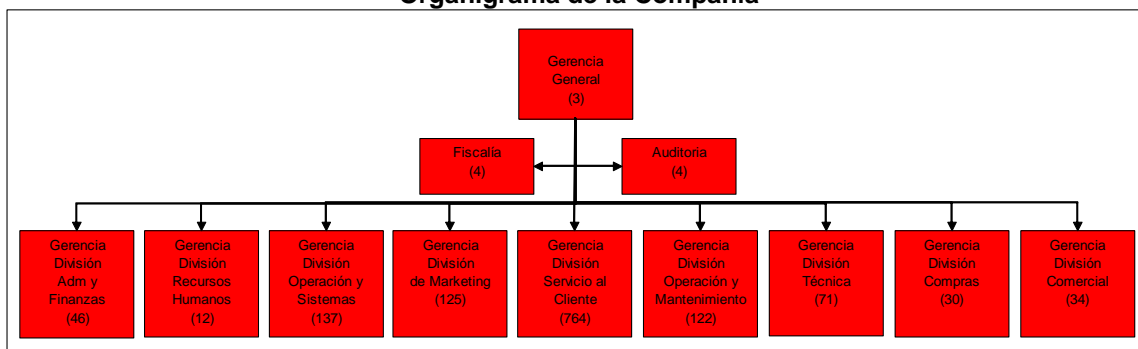 Organigrama de la Compañía
Gerencia
General
(3)
Fiscalía
(4)
Auditoria
(4)
Gerencia
División
Adm y
Finanzas
(46)
Gerencia
División
Recursos
Humanos
(12)
Gerencia
División
Operación y
Sistemas
(137)
Gerencia
División
de Marketing
(125)
Gerencia
División
Servicio al
Cliente
(764)
Gerencia
División
Operación y
Mantenimiento
(122)
Gerencia
División
Técnica
(71)
Gerencia
División
Compras
(30)
Gerencia
División
Comercial
(34)